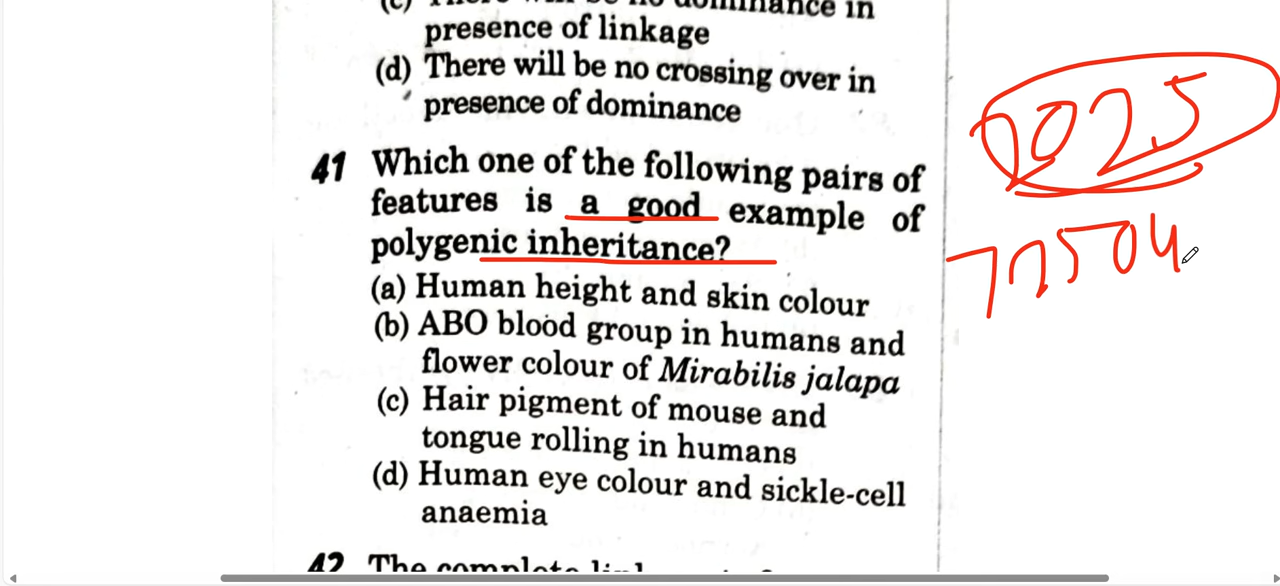 presence of linkage
(d) There will be no crossing over in
presence of dominance
41 Which one of the following pairs of
features is a good example of
polygenic inheritance?
(a) Human height and skin colour
(b) ABO blood group in humans and
flower colour of Mirabilis jalapa
(c) Hair pigment of mouse and
tongue rolling in humans
(d) Human eye colour and sickle-cell
anaemia
42 The complete
2025